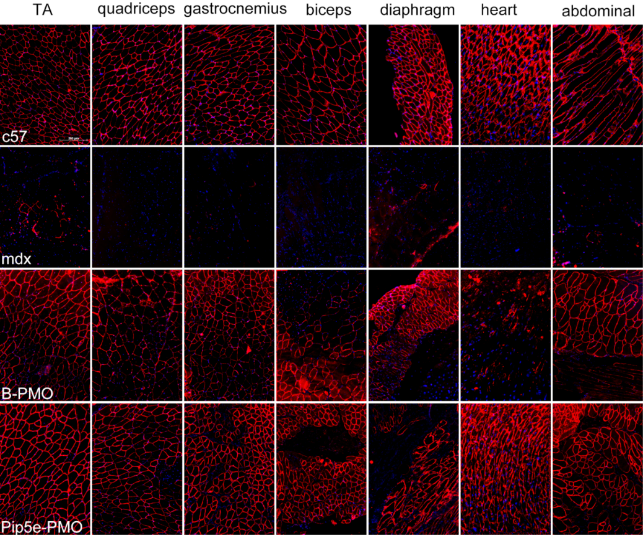 TA quadriceps gastrocnemius biceps diaphragm heart abdominal
c57
mdx
B-PMO
Pip5e-PMO